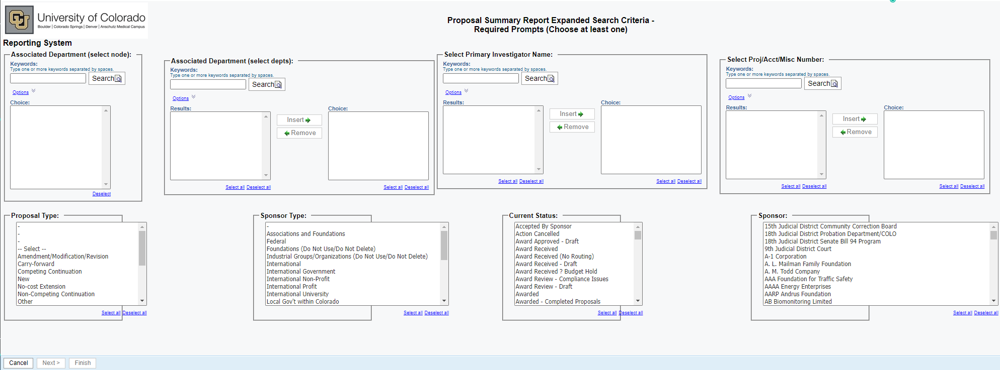 University of Colorado
Boulder | Colorado Springs | Denver | Anschutz Medical Campus
Proposal Summary Report Expanded Search Criteria -
Required Prompts (Choose at least one)
Reporting System
Associated Department (select node):
Keywords:
Type one or more keywords separated by spaces.
Search
Options
Choice:
Deselect
Associated Department (select depts):
Keywords:
Type one or more keywords separated by spaces.
Search
Options
Results:
Insert
Remove
Choice:
Select all Deselect all
Select all Deselect all
Select Primary Investigator Name:
Keywords:
Type one or more keywords separated by spaces.
Search
Options
Results:
Insert
Remove
Choice:
Select all Deselect all
Select all Deselect all
Select Proj/Acct/Misc Number:
Keywords:
Type one or more keywords separated by spaces.
Search
Options
Results:
Insert
Remove
Choice:
Select all Deselect all
Select all Deselect all
Proposal Type:
-
-
-
-- Select --
Amendment/Modification/Revision
Carry-forward
Competing Continuation
New
No-cost Extension
Non-Competing Continuation
Other
Select all Deselect all
Sponsor Type:
-
Associations and Foundations
Federal
Foundations (Do Not Use/Do Not Delete)
Industrial Groups/Organizations (Do Not Use/Do Not Delete)
International
International Government
International Non-Profit
International Profit
International University
Local Gov't within Colorado
Select all Deselect all
Current Status:
Accepted By Sponsor
Action Cancelled
Award Approved - Draft
Award Received
Award Received (No Routing)
Award Received - Draft
Award Received ? Budget Hold
Award Review - Compliance Issues
Award Review - Draft
Awarded
Awarded - Completed Proposals
Select all Deselect all
Sponsor:
15th Judicial District Community Correction Board
18th Judicial District Probation Department/COLO
18th Judicial District Senate Bill 94 Program
9th Judicial District Court
A-1 Corporation
A. L. Mailman Family Foundation
A. M. Todd Company
AAA Foundation for Traffic Safety
AAAA Energy Enterprises
AARP Andrus Foundation
AB Biomonitoring Limited
Select all Deselect all
Cancel
Next >
Finish